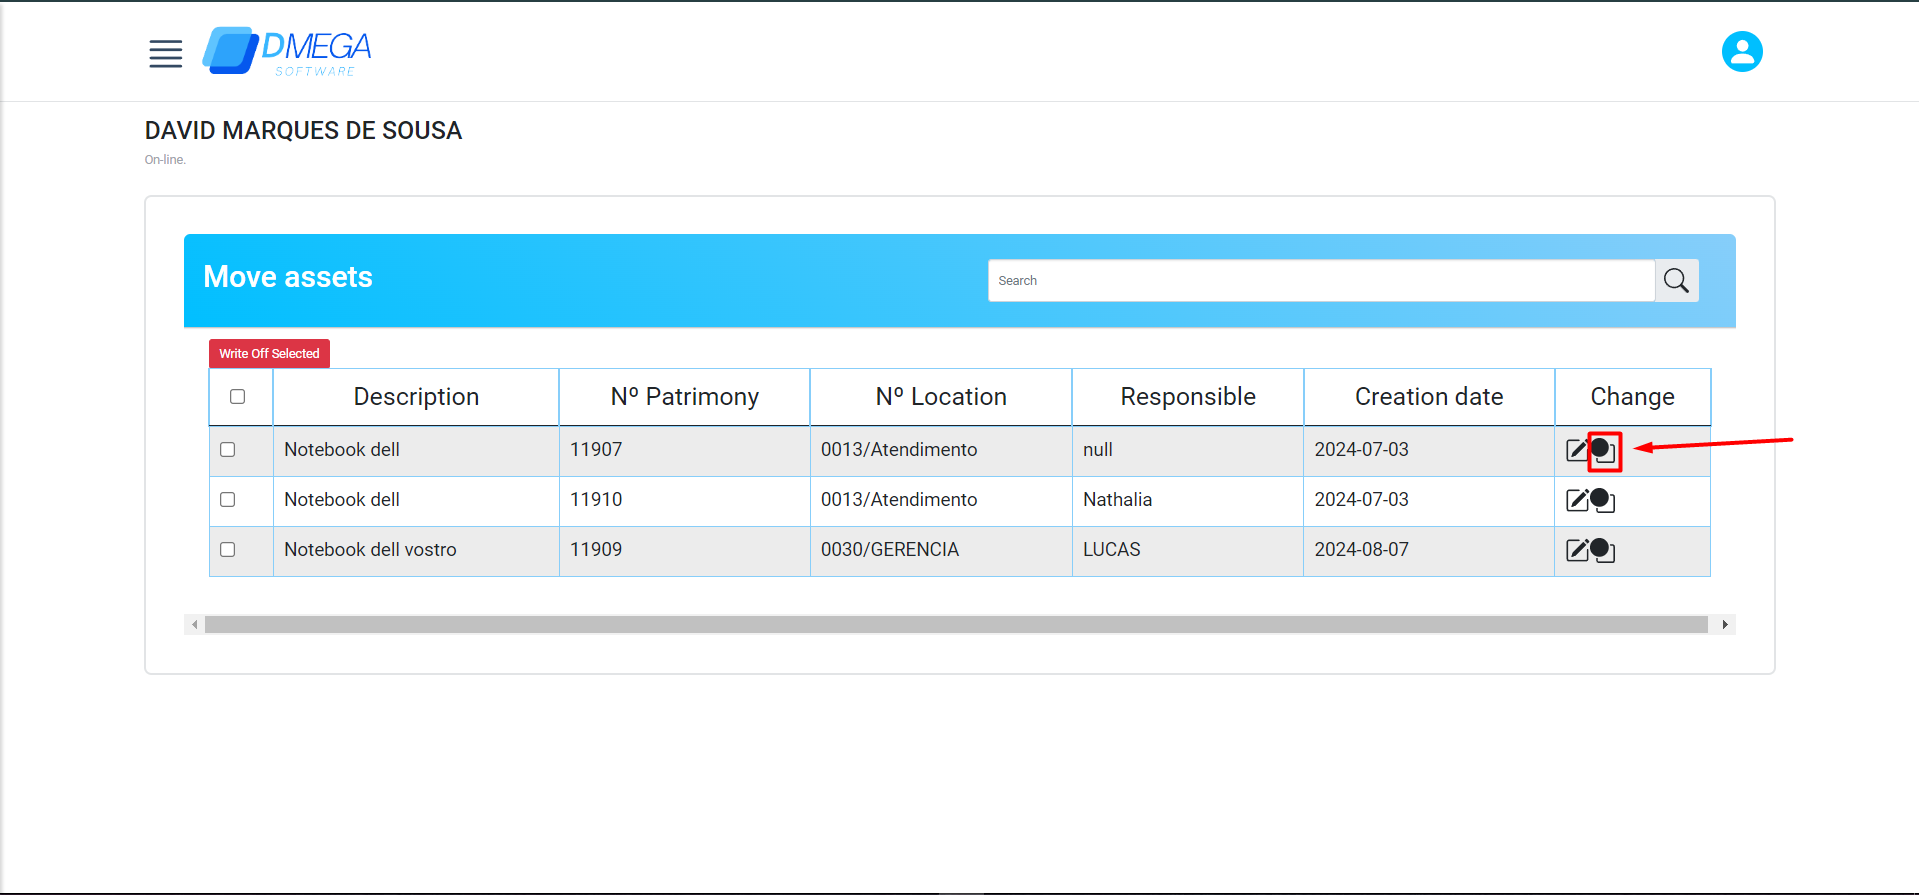 DMEGA
SOFTWARE
DAVID MARQUES DE SOUSA
On-line.
Move assets
Search
Write Off Selected
Description Nº Patrimony Nº Location Responsible Creation date Change
Notebook dell 11907 0013/Atendimento null 2024-07-03
Notebook dell 11910 0013/Atendimento Nathalia 2024-07-03
Notebook dell vostro 11909 0030/GERENCIA LUCAS 2024-08-07